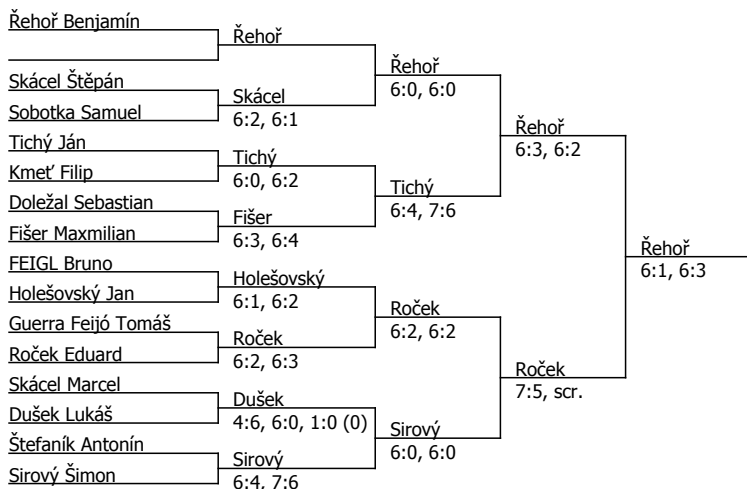 Řehoř Benjamín
Skácel Štěpán
Sobotka Samuel
Tichý Ján
Kmeť Filip
Doležal Sebastian
Fišer Maxmilian
FEIGL Bruno
Holešovský Jan
Guerra Feijó Tomáš
Roček Eduard
Skácel Marcel
Dušek Lukáš
Štefaník Antonín
Sirový Šimon
Řehoř
Skácel
6:2, 6:1
Tichý
6:0, 6:2
Fišer
6:3, 6:4
Holešovský
6:1, 6:2
Roček
6:2, 6:3
Dušek
4:6, 6:0, 1:0 (0)
Sirový
6:4, 7:6
Řehoř
6:0, 6:0
Tichý
6:4, 7:6
Roček
6:2, 6:2
Sirový
6:0, 6:0
Řehoř
6:3, 6:2
Roček
7:5, scr.
Řehoř
6:1, 6:3